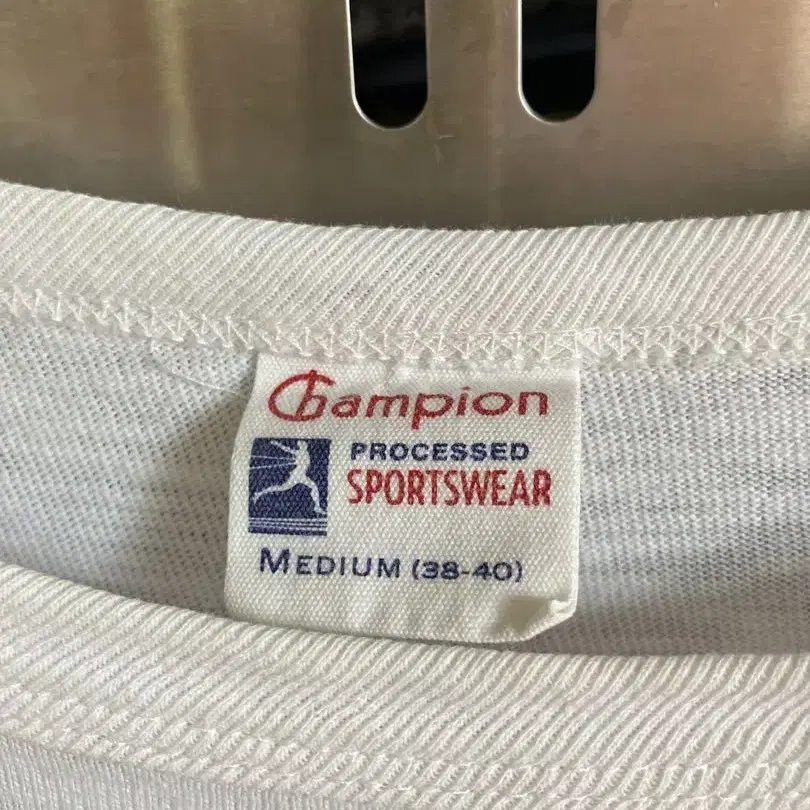 Champion
PROCESSED
SPORTSWEAR
MEDIUM (38-40)